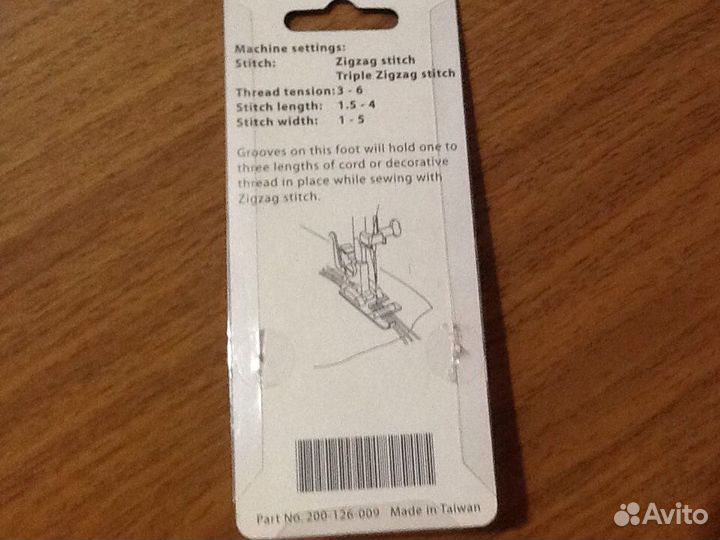 Machine settings:
Stitch: Zigzag stitch
Triple Zigzag stitch
Thread tension: 3 - 6
Stitch length: 1.5 - 4
Stitch width: 1 - 5
Grooves on this foot will hold one to
three lengths of cord or decorative
thread in place while sewing with
Zigzag stitch.
Part No. 200-126-009 Made in Taiwan
Avito